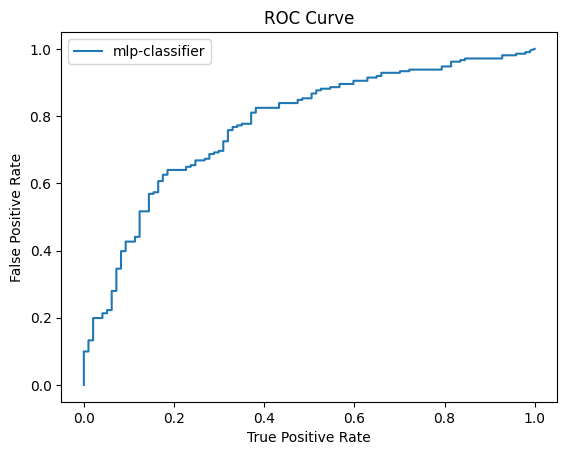 ROC Curve
mlp-classifier
1.0
0.8
0.6
0.4
0.2
0.0
False Positive Rate
0.0 0.2 0.4 0.6 0.8 1.0
True Positive Rate